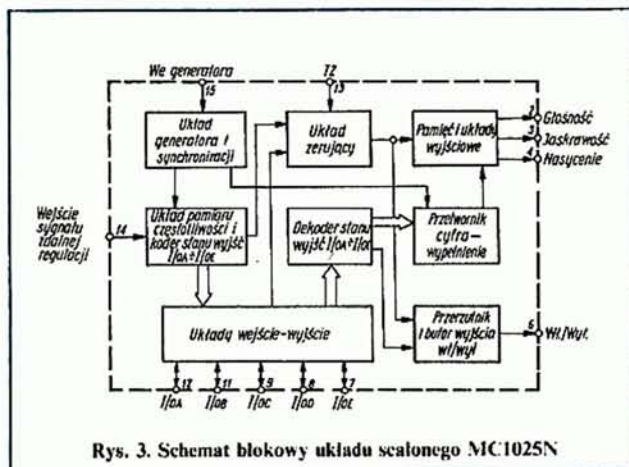 We generatora
TZ
15
13
Układ
generatora i
synchronizacji
Układ
zerujący
Pamięć i układy
wyjściowe
2 Głośność
3 Jaskrawość
4 Nasycenie
Wejście
sygnału
zdalnej
regulacji
14
Układ pomiaru
częstotliwości i
koder stanu wyjść
I/OA÷I/OE
Dekoder stanu
wyjść I/OA÷I/OE
Przetwornik
cyfra-
wypełnienie
Układy wejście-wyjście
Przerzutnik
i bufor wyjścia
wł/wył
6
Wł./Wył.
12 11 9 8 7
I/OA I/OB I/OC I/OD I/OE
Rys. 3. Schemat blokowy układu scalonego MC1025N